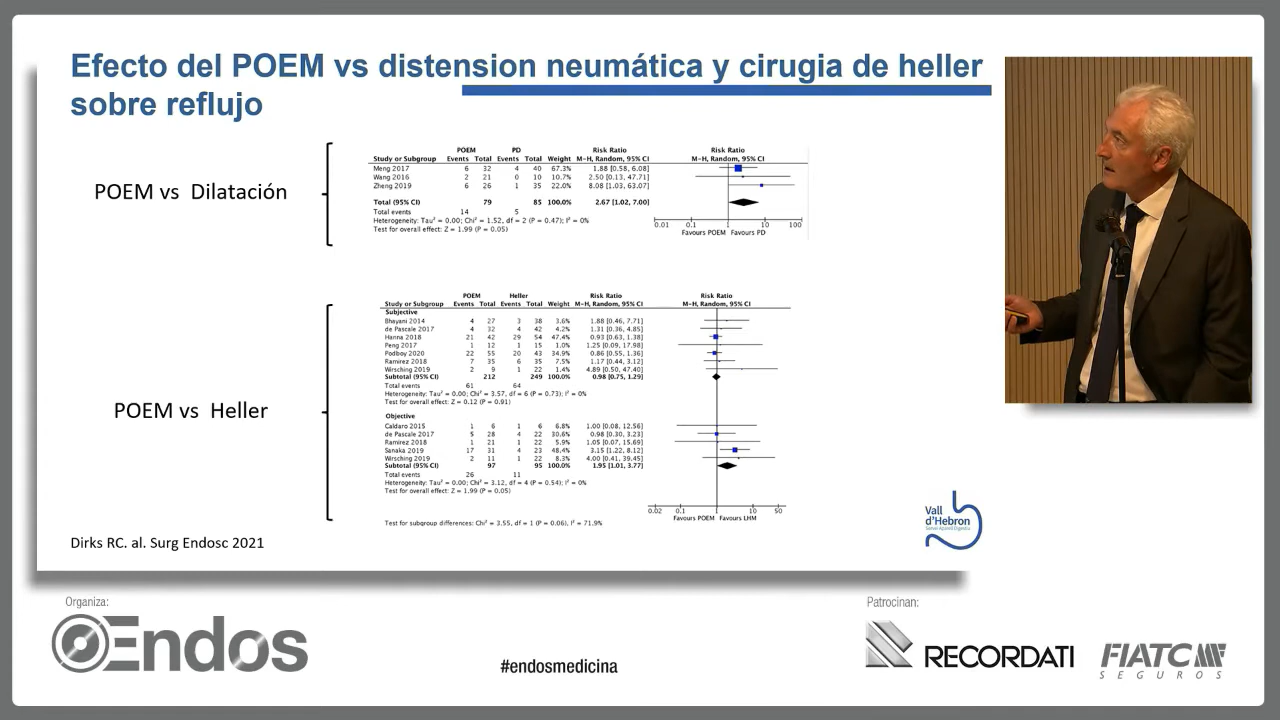 Efecto del POEM vs distension neumática y cirugia de heller
sobre reflujo
POEM vs Dilatación
POEM PD Risk Ratio Risk Ratio
Study or Subgroup Events Total Events Total Weight M-H, Random, 95% CI M-H, Random, 95% CI
Meng 2017 6 32 4 40 67.3% 1.88 [0.58, 6.08]
Wang 2016 2 21 0 10 10.7% 2.50 [0.13, 47.71]
Zheng 2019 6 26 1 35 22.0% 8.08 [1.03, 63.07]
Total (95% CI) 79 85 100.0% 2.67 [1.02, 7.00]
Total events 14 5
Heterogeneity: Tau² = 0.00; Chi² = 1.52, df = 2 (P = 0.47); I² = 0%
Test for overall effect: Z = 1.99 (P = 0.05)
0.01 0.1 1 10 100
Favours POEM Favours PD
POEM vs Heller
POEM Heller Risk Ratio Risk Ratio
Study or Subgroup Events Total Events Total Weight M-H, Random, 95% CI M-H, Random, 95% CI
Subjective
Bhayani 2014 4 27 3 38 3.6% 1.88 [0.46, 7.71]
de Pascale 2017 4 32 4 42 4.0% 1.31 [0.36, 4.85]
Hanna 2018 21 42 29 54 47.4% 0.93 [0.63, 1.38]
Peng 2017 1 12 1 15 1.0% 1.25 [0.09, 17.98]
Podboy 2020 22 55 20 43 34.9% 0.86 [0.55, 1.36]
Ramirez 2018 7 35 6 35 7.5% 1.17 [0.44, 3.12]
Wirsching 2019 2 9 1 22 1.4% 4.89 [0.50, 47.40]
Subtotal (95% CI) 212 249 100.0% 0.98 [0.75, 1.29]
Total events 61 64
Heterogeneity: Tau² = 0.00; Chi² = 3.57, df = 6 (P = 0.73); I² = 0%
Test for overall effect: Z = 0.12 (P = 0.91)
Objective
Caldaro 2015 1 6 1 6 6.8% 1.00 [0.08, 12.56]
de Pascale 2017 5 28 4 22 30.6% 0.98 [0.30, 3.23]
Ramirez 2018 1 21 1 22 5.9% 1.05 [0.07, 15.69]
Sanaka 2019 17 31 4 23 48.4% 3.15 [1.22, 8.12]
Wirsching 2019 2 11 1 22 8.3% 4.00 [0.41, 39.45]
Subtotal (95% CI) 97 95 100.0% 1.95 [1.01, 3.77]
Total events 26 11
Heterogeneity: Tau² = 0.00; Chi² = 3.12, df = 4 (P = 0.54); I² = 0%
Test for overall effect: Z = 1.99 (P = 0.05)
0.02 0.1 1 10 50
Favours POEM Favours LHM
Test for subgroup differences: Chi² = 3.55, df = 1 (P = 0.06), I² = 71.9%
Dirks RC. al. Surg Endosc 2021
Vall
d'Hebron
Servei Aparell Digestiu
Organiza:
Endos
#endosmedicina
Patrocinan:
RECORDATI
FIATC
SEGUROS